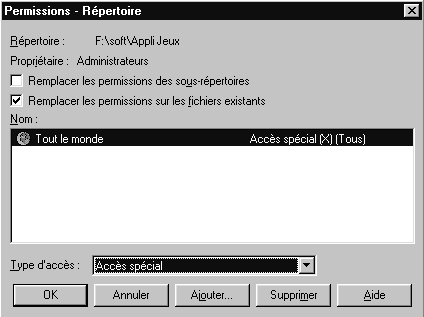 Permissions - Répertoire
Répertoire : F:\soft\Appli Jeux
Propriétaire : Administrateurs
Remplacer les permissions des sous-répertoires
Remplacer les permissions sur les fichiers existants
Nom :
Tout le monde Accès spécial (X) (Tous)
Type d'accès : Accès spécial
OK Annuler Ajouter... Supprimer Aide